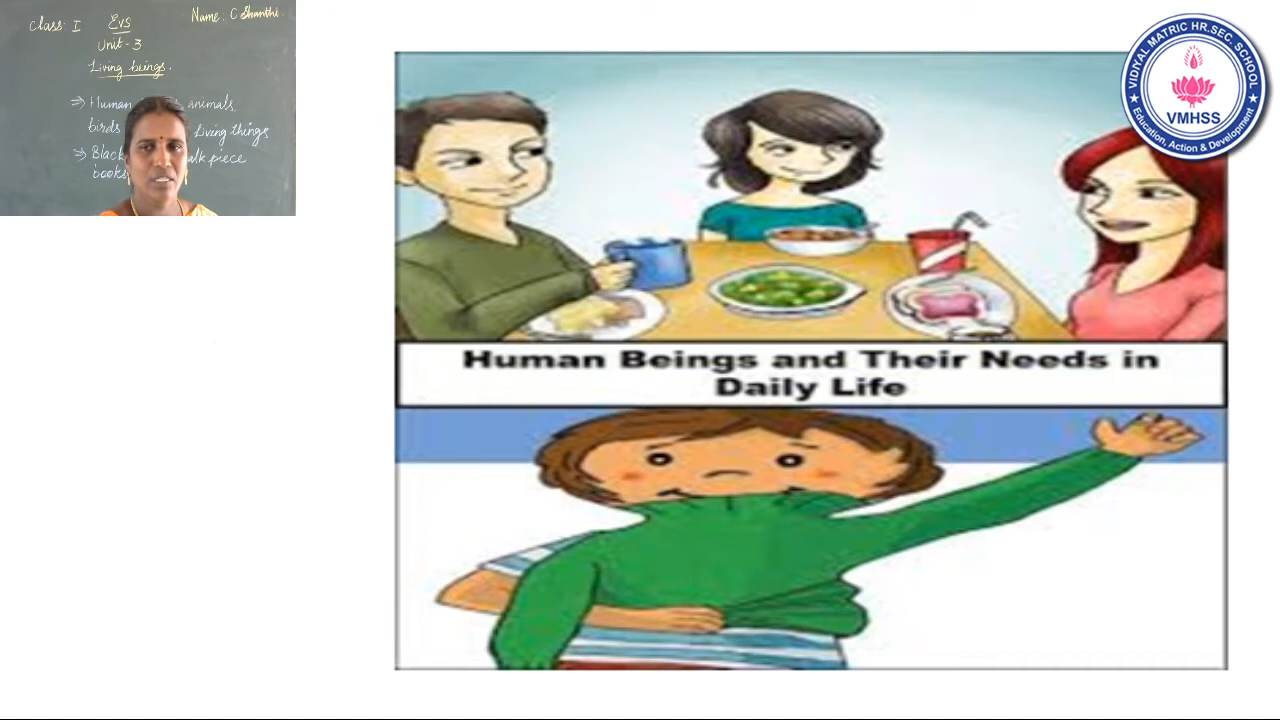 Class: I
EVS
Name: C Shanthi.
Unit - 3
Living beings.
⇒ Human animals,
birds Living things
⇒ Black piece
books
VIDIYAL MATRIC HR.SEC. SCHOOL
VMHSS
★ Education, Action & Development ★
Human Beings and Their Needs in
Daily Life